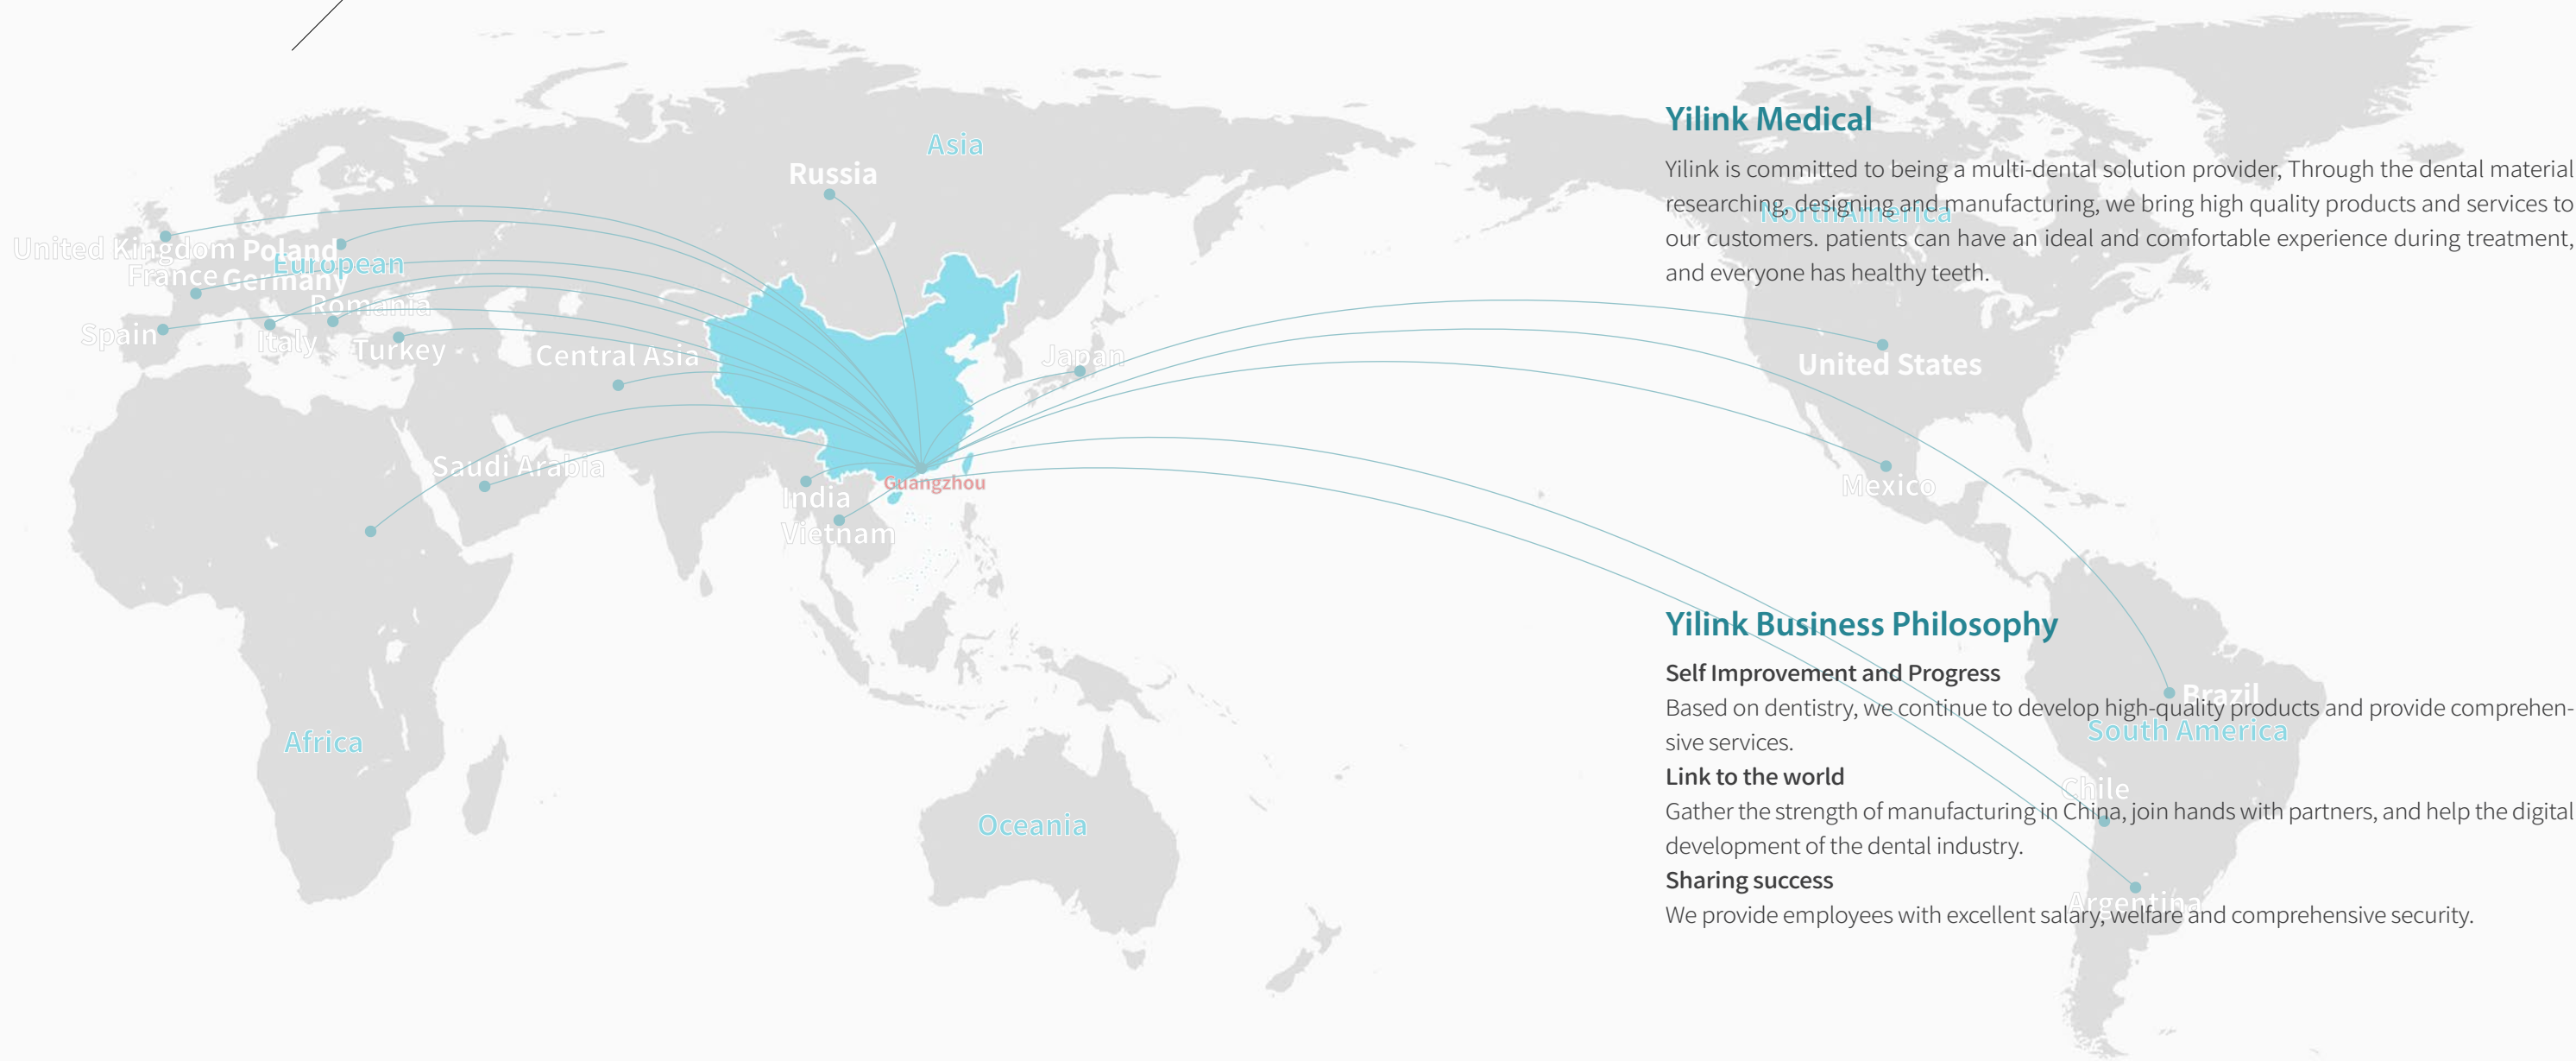 Asia
Russia
United Kingdom
Poland
European
France
Germany
Romania
Spain
Italy
Turkey
Central Asia
Japan
Saudi Arabia
India
Guangzhou
Vietnam
Africa
Oceania
Yilink Medical
Yilink is committed to being a multi-dental solution provider, Through the dental material
researching, designing and manufacturing, we bring high quality products and services to
our customers. patients can have an ideal and comfortable experience during treatment,
and everyone has healthy teeth.
North America
United States
Mexico
Yilink Business Philosophy
Self Improvement and Progress
Based on dentistry, we continue to develop high-quality products and provide comprehen-
sive services.
Link to the world
Gather the strength of manufacturing in China, join hands with partners, and help the digital
development of the dental industry.
Sharing success
We provide employees with excellent salary, welfare and comprehensive security.
Brazil
South America
Chile
Argentina